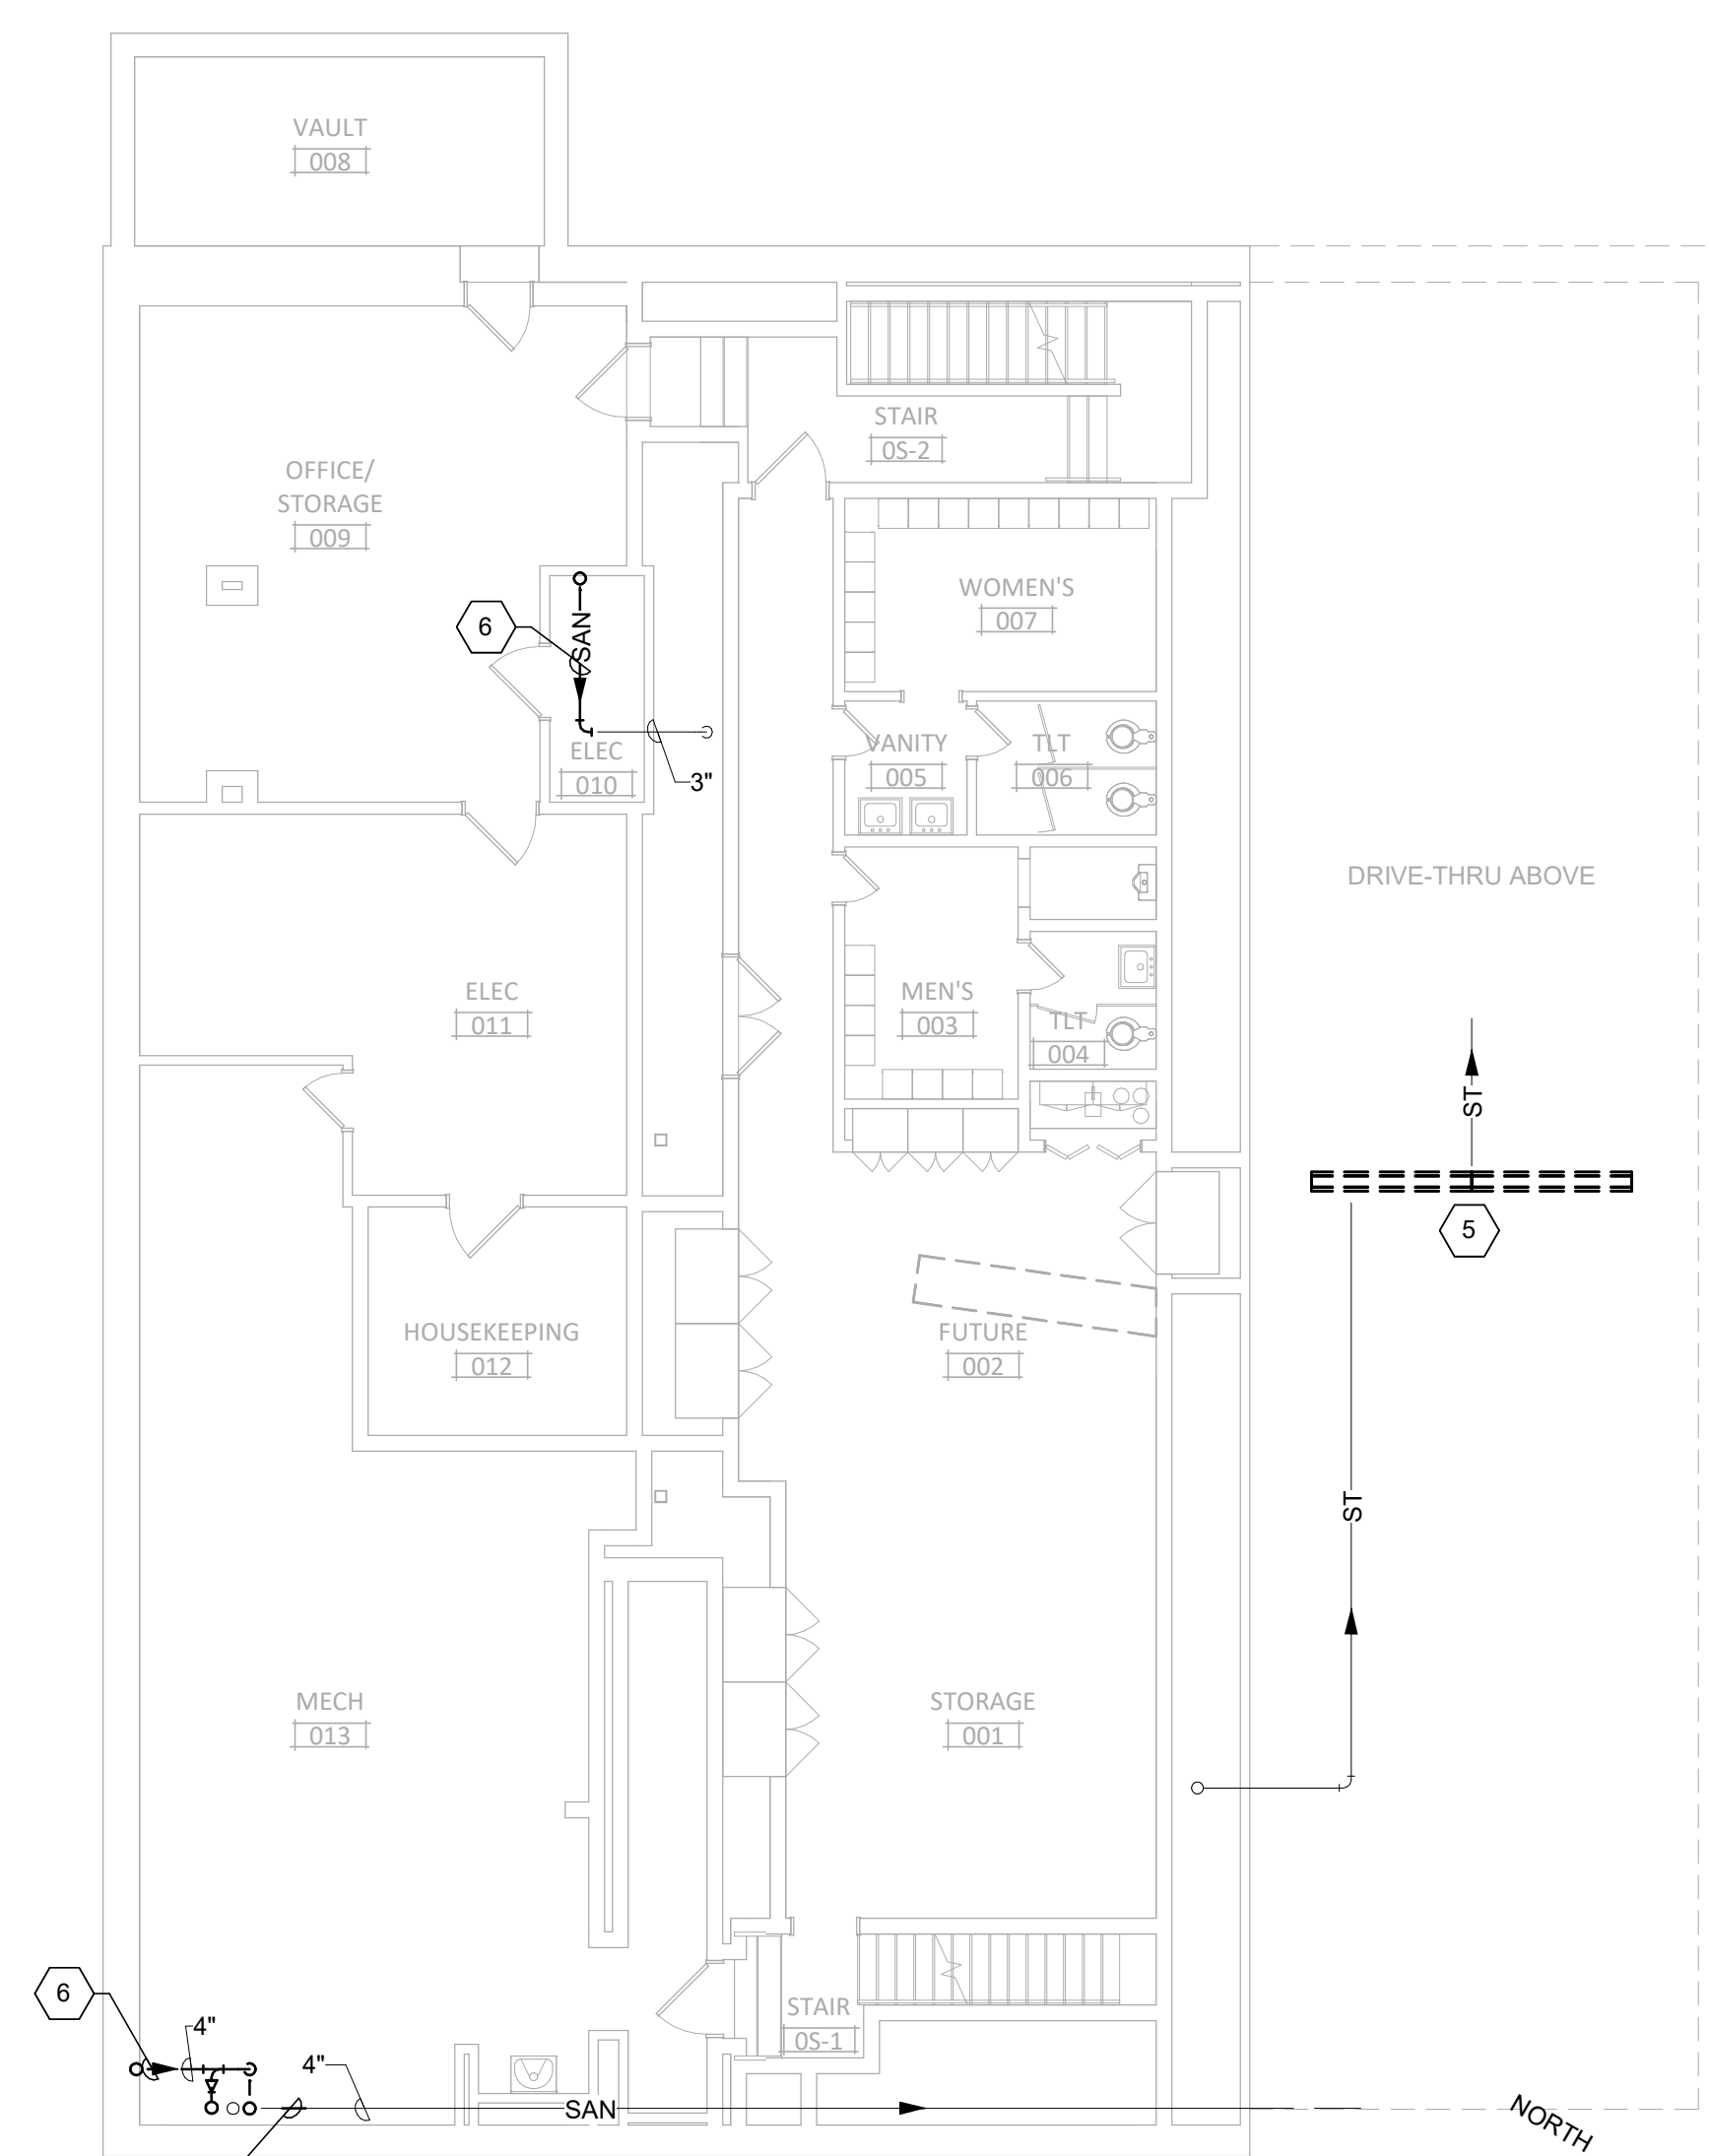 VAULT
008
OFFICE/
STORAGE
009
STAIR
0S-2
WOMEN'S
007
6
SAN
VANITY
005
TLT
006
ELEC
010
3"
DRIVE-THRU ABOVE
ELEC
011
MEN'S
003
TLT
004
ST
5
HOUSEKEEPING
012
FUTURE
002
ST
MECH
013
STORAGE
001
6
4"
4"
STAIR
0S-1
SAN
NORTH